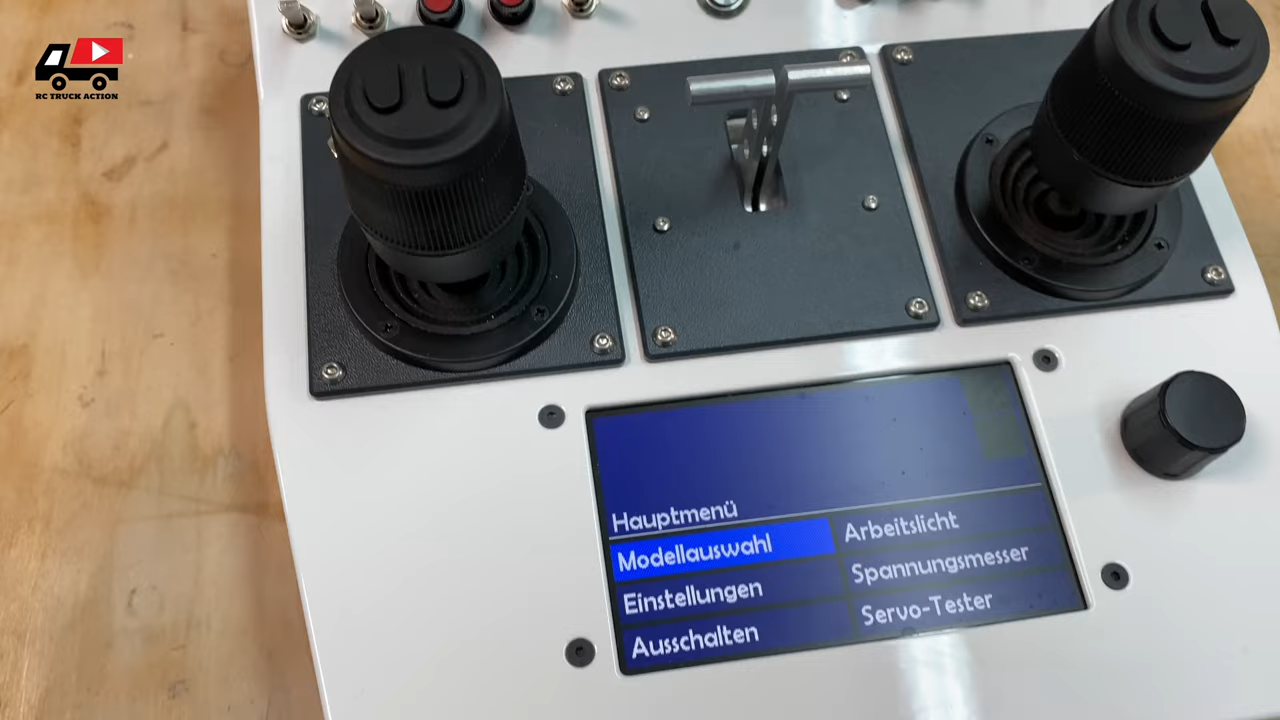 RC TRUCK ACTION
Hauptmenü
Modellauswahl
Einstellungen
Ausschalten
Arbeitslicht
Spannungsmesser
Servo-Tester